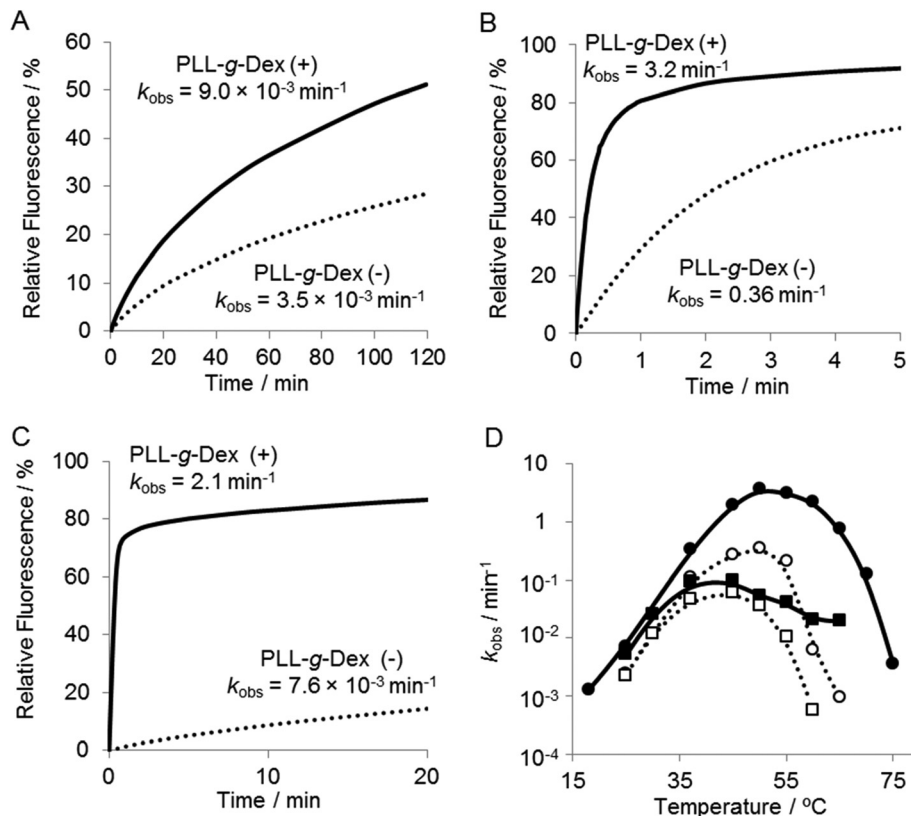 A
Relative Fluorescence / %
60
50
40
30
20
10
0
PLL-g-Dex (+)
kobs = 9.0 × 10-3 min-1
PLL-g-Dex (-)
kobs = 3.5 × 10-3 min-1
0 20 40 60 80 100 120
Time / min
B
Relative Fluorescence / %
100
80
60
40
20
0
PLL-g-Dex (+)
kobs = 3.2 min-1
PLL-g-Dex (-)
kobs = 0.36 min-1
0 1 2 3 4 5
Time / min
C
Relative Fluorescence / %
100
80
60
40
20
0
PLL-g-Dex (+)
kobs = 2.1 min-1
PLL-g-Dex (-)
kobs = 7.6 × 10-3 min-1
0 10 20
Time / min
D
kobs / min-1
10
1
10-1
10-2
10-3
10-4
15 35 55 75
Temperature / °C